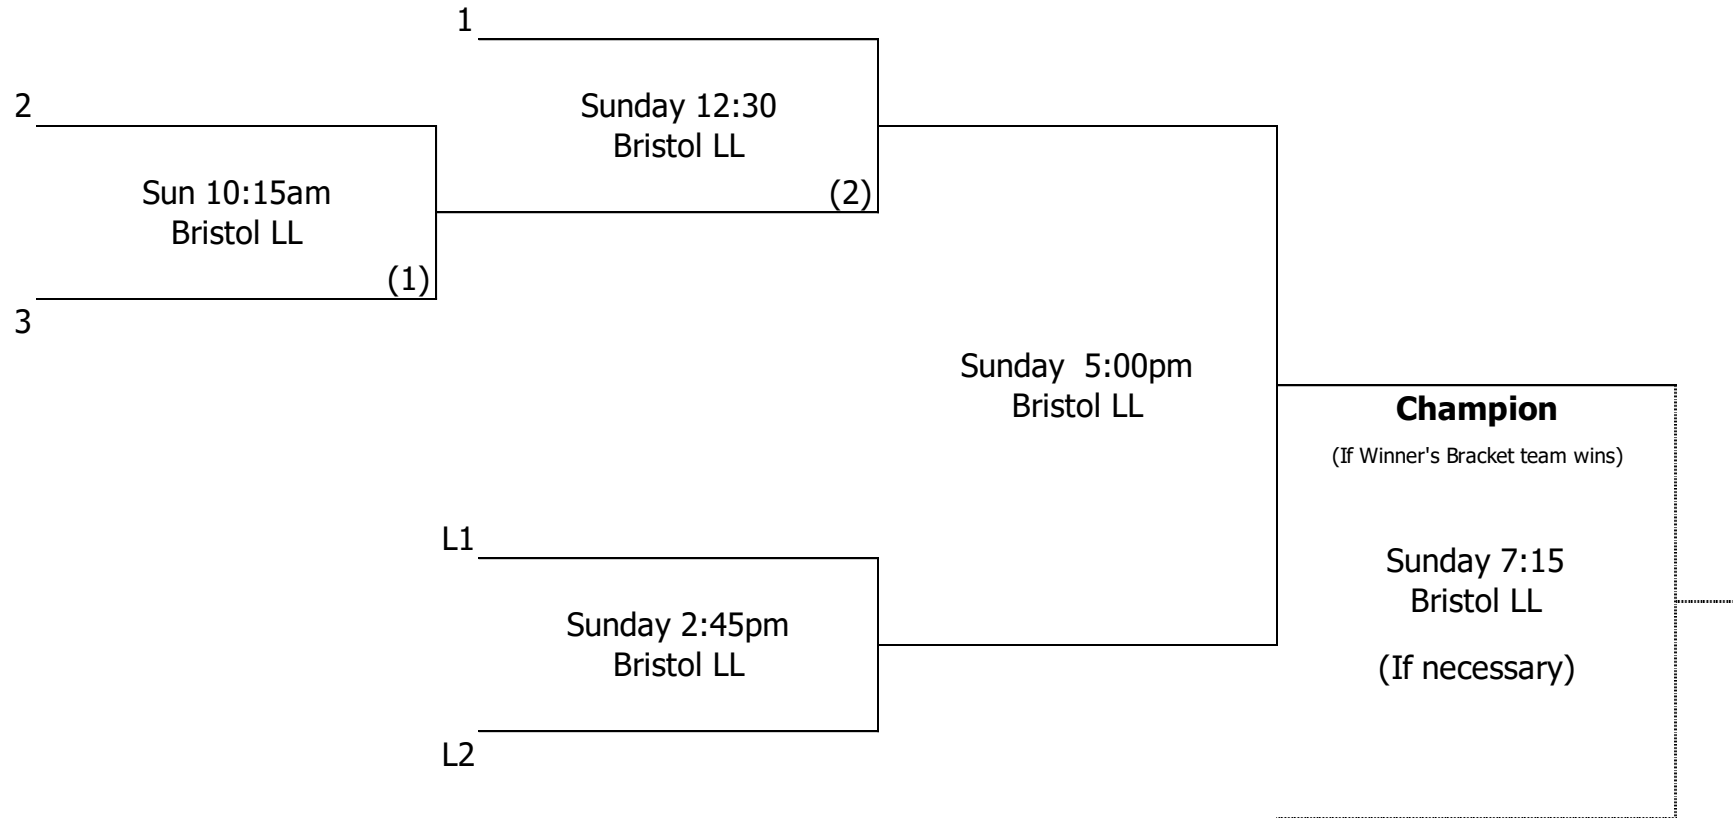 1
2
Sunday 12:30
Bristol LL
(2)
Sun 10:15am
Bristol LL
(1)
3
Sunday  5:00pm
Bristol LL
Champion
(If Winner's Bracket team wins)
L1
Sunday 7:15
Bristol LL
Sunday 2:45pm
Bristol LL
(If necessary)
L2